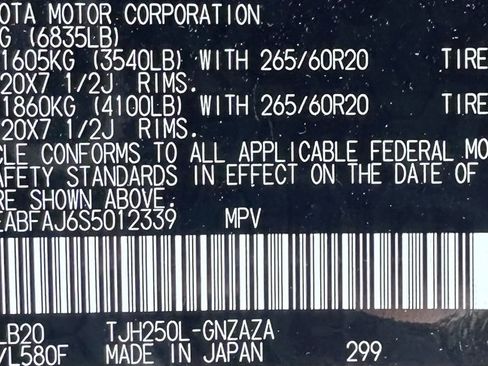 OTA MOTOR CORPORATION
G (6835LB)
1605KG (3540LB) WITH 265/60R20 TIRE
20X7 1/2J RIMS.
1860KG (4100LB) WITH 265/60R20 TIRE
20X7 1/2J RIMS.
CLE CONFORMS TO ALL APPLICABLE FEDERAL MO
AFETY STANDARDS IN EFFECT ON THE DATE OF
RE SHOWN ABOVE.
EABFAJ6S5012339 MPV
LB20 TJH250L-GNZAZA
/L580F MADE IN JAPAN 299